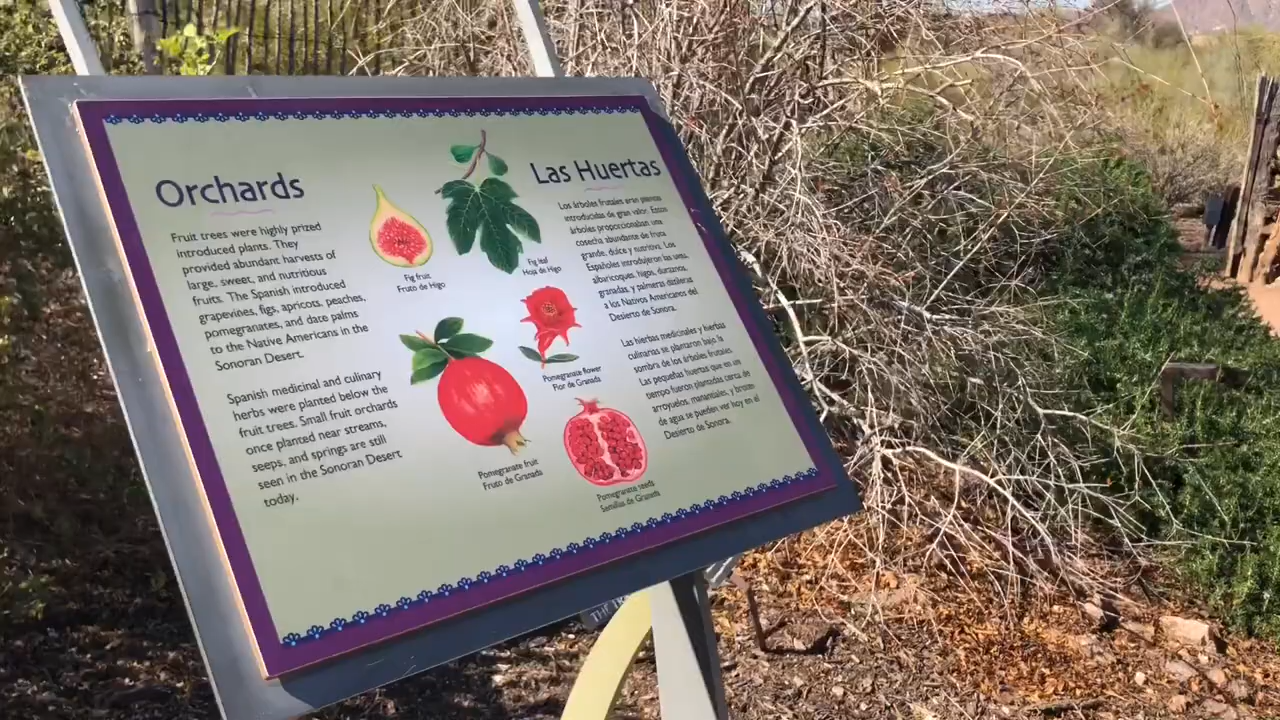 Orchards
Fruit trees were highly prized
introduced plants. They
provided abundant harvests of
large, sweet, and nutritious
fruits. The Spanish introduced
grapevines, figs, apricots, peaches,
pomegranates, and date palms
to the Native Americans in the
Sonoran Desert.
Spanish medicinal and culinary
herbs were planted below the
fruit trees. Small fruit orchards
once planted near streams,
seeps, and springs are still
seen in the Sonoran Desert
today.
Fig fruit
Fruto de Higo
Fig leaf
Hoja de Higo
Pomegranate flower
Flor de Granada
Pomegranate fruit
Fruto de Granada
Pomegranate seeds
Semillas de Granada
Las Huertas
Los árboles frutales eran plantas
introducidas de gran valor. Estos
árboles proporcionaban una
cosecha abundante de fruta
grande, dulce y nutritiva. Los
Españoles introdujeron las uvas,
albaricoques, higos, duraznos,
granadas, y palmeras datileras
a los Nativos Americanos del
Desierto de Sonora.
Las hierbas medicinales y hierbas
culinarias se plantaron bajo la
sombra de los árboles frutales.
Las pequeñas huertas que en un
tiempo fueron plantadas cerca de
arroyuelos, manantiales, y brotes
de agua se pueden ver hoy en el
Desierto de Sonora.